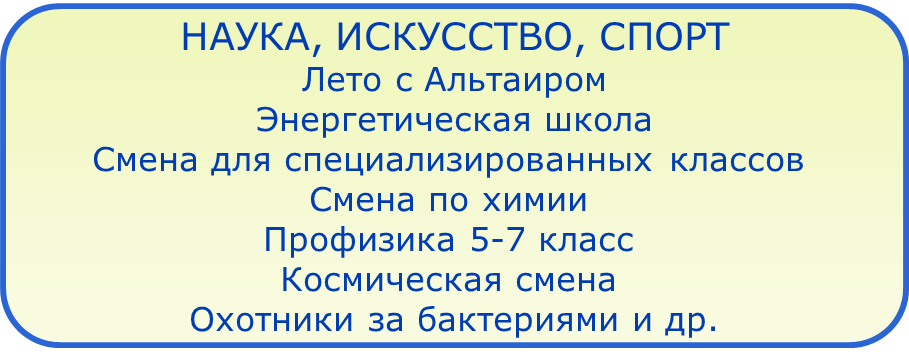 НАУКА, ИСКУССТВО, СПОРТ
Лето с Альтаиром
Энергетическая школа
Смена для специализированных классов
Смена по химии
Профизика 5-7 класс
Космическая смена
Охотники за бактериями и др.